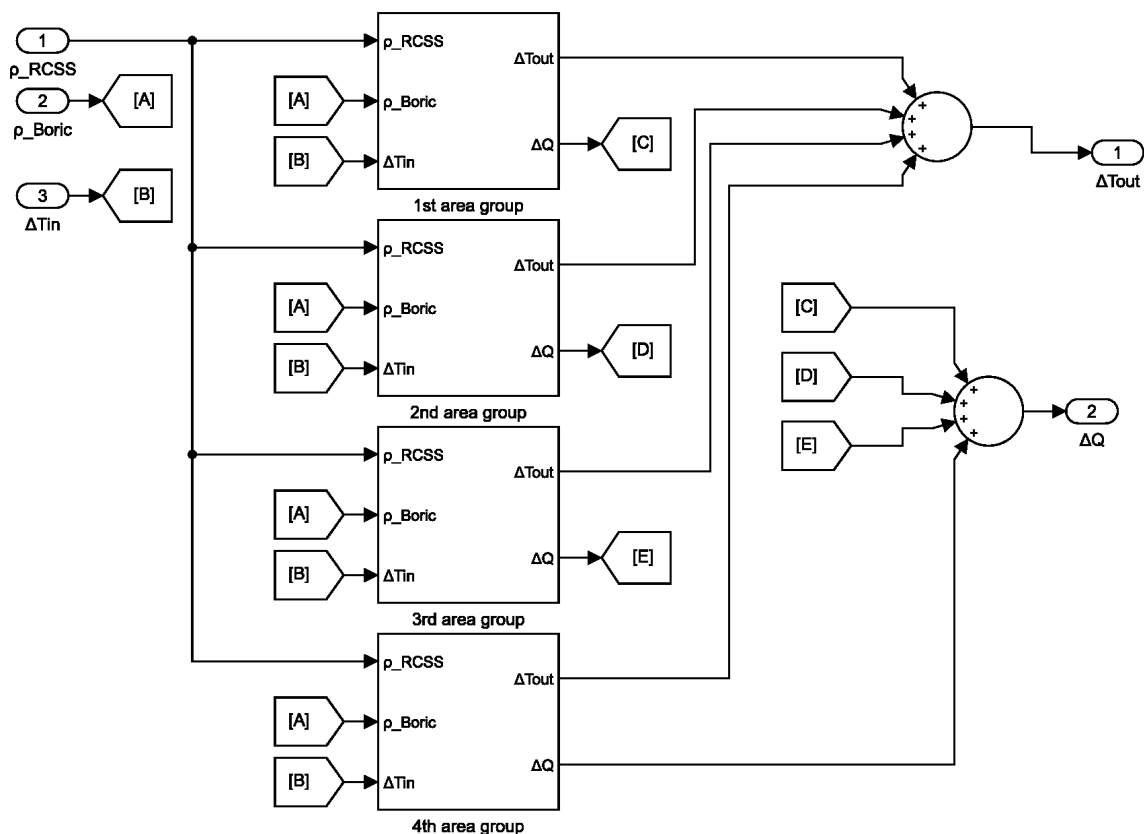 1
ρ_RCSS
2
ρ_Boric
[A]
3
ΔTin
[B]
ρ_RCSS
[A]
ρ_Boric
[B]
ΔTin
ΔTout
ΔQ
[C]
1st area group
ρ_RCSS
[A]
ρ_Boric
[B]
ΔTin
ΔTout
ΔQ
[D]
2nd area group
ρ_RCSS
[A]
ρ_Boric
[B]
ΔTin
ΔTout
ΔQ
[E]
3rd area group
ρ_RCSS
[A]
ρ_Boric
[B]
ΔTin
ΔTout
ΔQ
4th area group
+
+
+
+
1
ΔTout
[C]
[D]
[E]
+
+
+
+
2
ΔQ